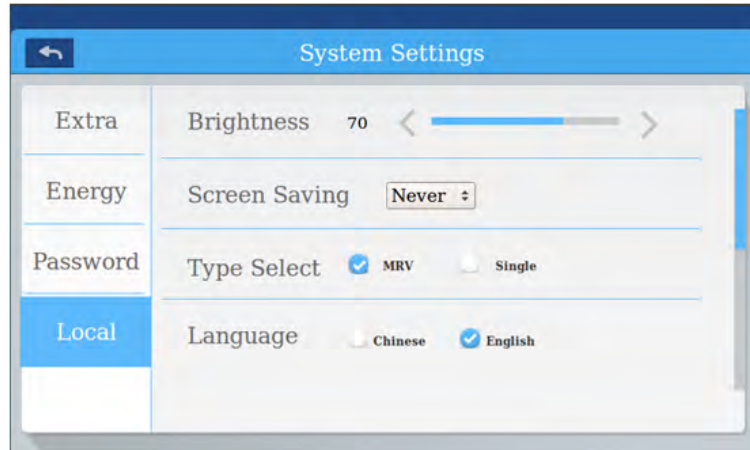 System Settings
Extra
Brightness 70
Energy
Screen Saving Never
Password
Type Select MRV Single
Local
Language Chinese English